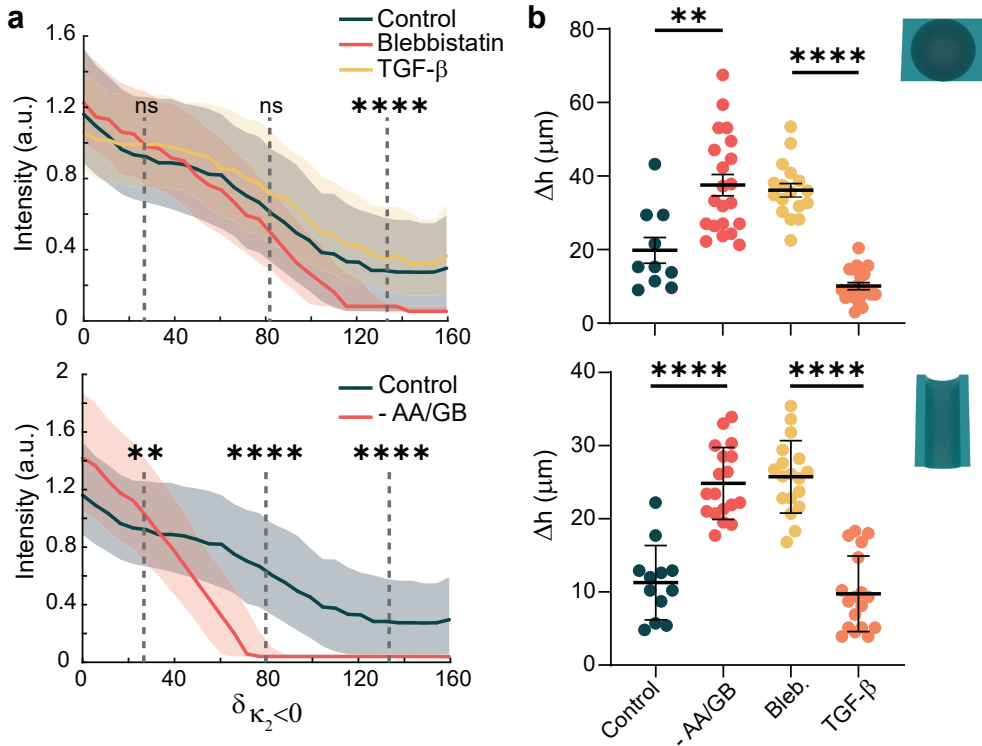 a
Control
Blebbistatin
TGF-β
ns
ns
****
Intensity (a.u.)
1.6
1.2
0.8
0.4
0
0
40
80
120
160
Control
- AA/GB
**
****
****
Intensity (a.u.)
2
1.6
1.2
0.8
0.4
0
0
40
80
120
160
δ κ₂<0
b
**
****
Δh (μm)
80
60
40
20
0
****
****
Δh (μm)
40
30
20
10
0
Control
- AA/GB
Bleb.
TGF-β